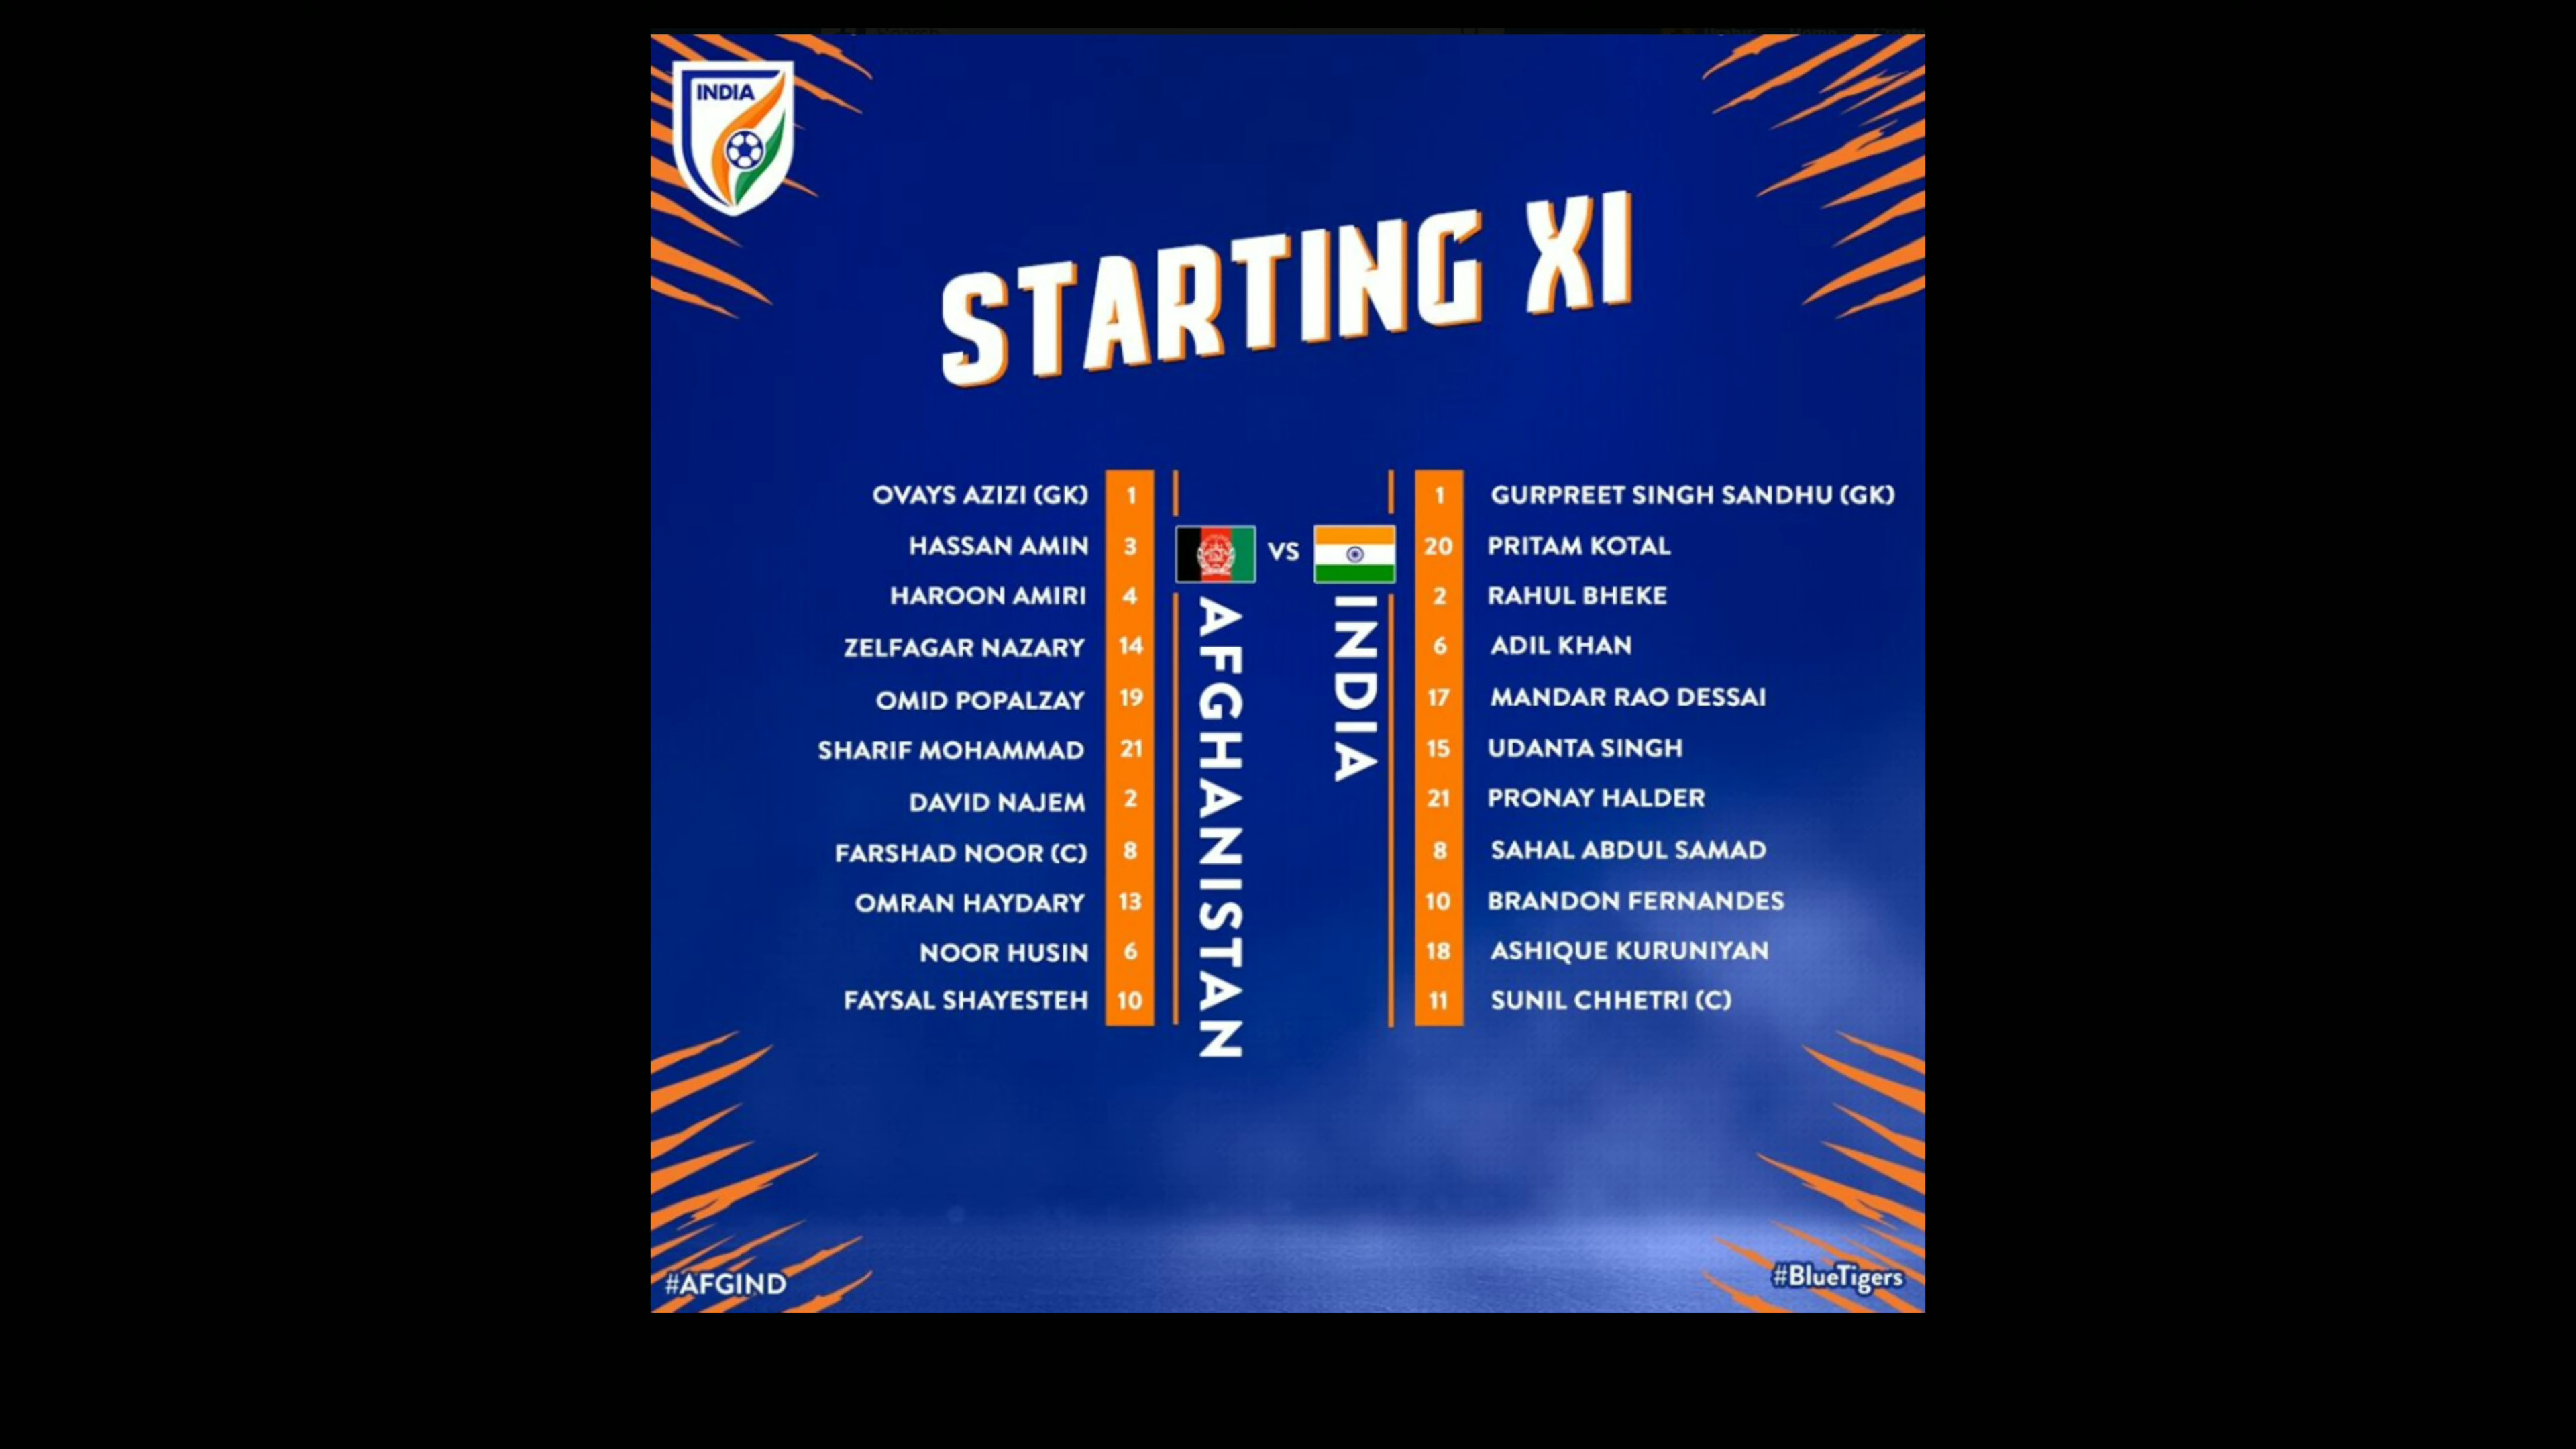 INDIA
STARTING XI
OVAYS AZIZI (GK) 1
HASSAN AMIN 3
HAROON AMIRI 4
ZELFAGAR NAZARY 14
OMID POPALZAY 19
SHARIF MOHAMMAD 21
DAVID NAJEM 2
FARSHAD NOOR (C) 8
OMRAN HAYDARY 13
NOOR HUSIN 6
FAYSAL SHAYESTEH 10
VS
AFGHANISTAN
INDIA
1 GURPREET SINGH SANDHU (GK)
20 PRITAM KOTAL
2 RAHUL BHEKE
6 ADIL KHAN
17 MANDAR RAO DESSAI
15 UDANTA SINGH
21 PRONAY HALDER
8 SAHAL ABDUL SAMAD
10 BRANDON FERNANDES
18 ASHIQUE KURUNIYAN
11 SUNIL CHHETRI (C)
#AFGIND
#BlueTigers